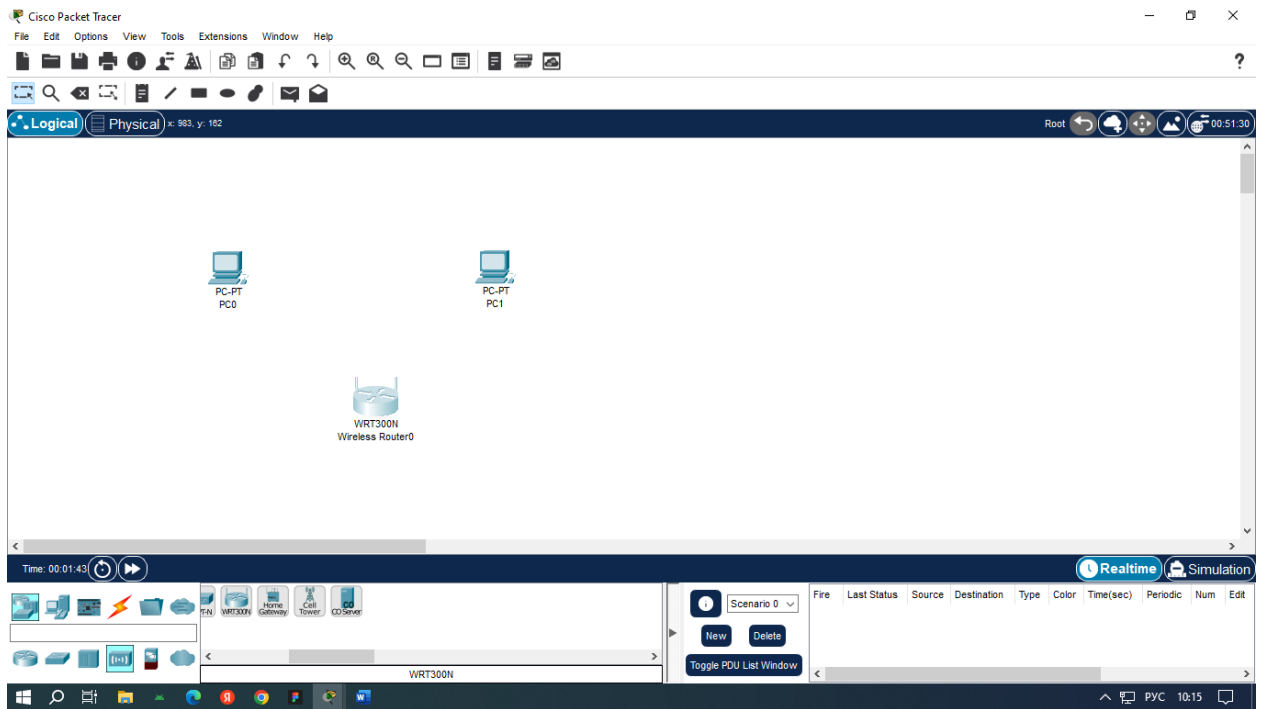 Cisco Packet Tracer
File Edit Options View Tools Extensions Window Help
?
Logical Physical x: 983, y: 162 Root 00:51:30
PC-PT
PC0
PC-PT
PC1
WRT300N
Wireless Router0
Time: 00:01:43 Realtime Simulation
WRT300N Home Gateway Cell Tower CO Server
Scenario 0
New Delete
Toggle PDU List Window
Fire Last Status Source Destination Type Color Time(sec) Periodic Num Edit
WRT300N
РУС 10:15